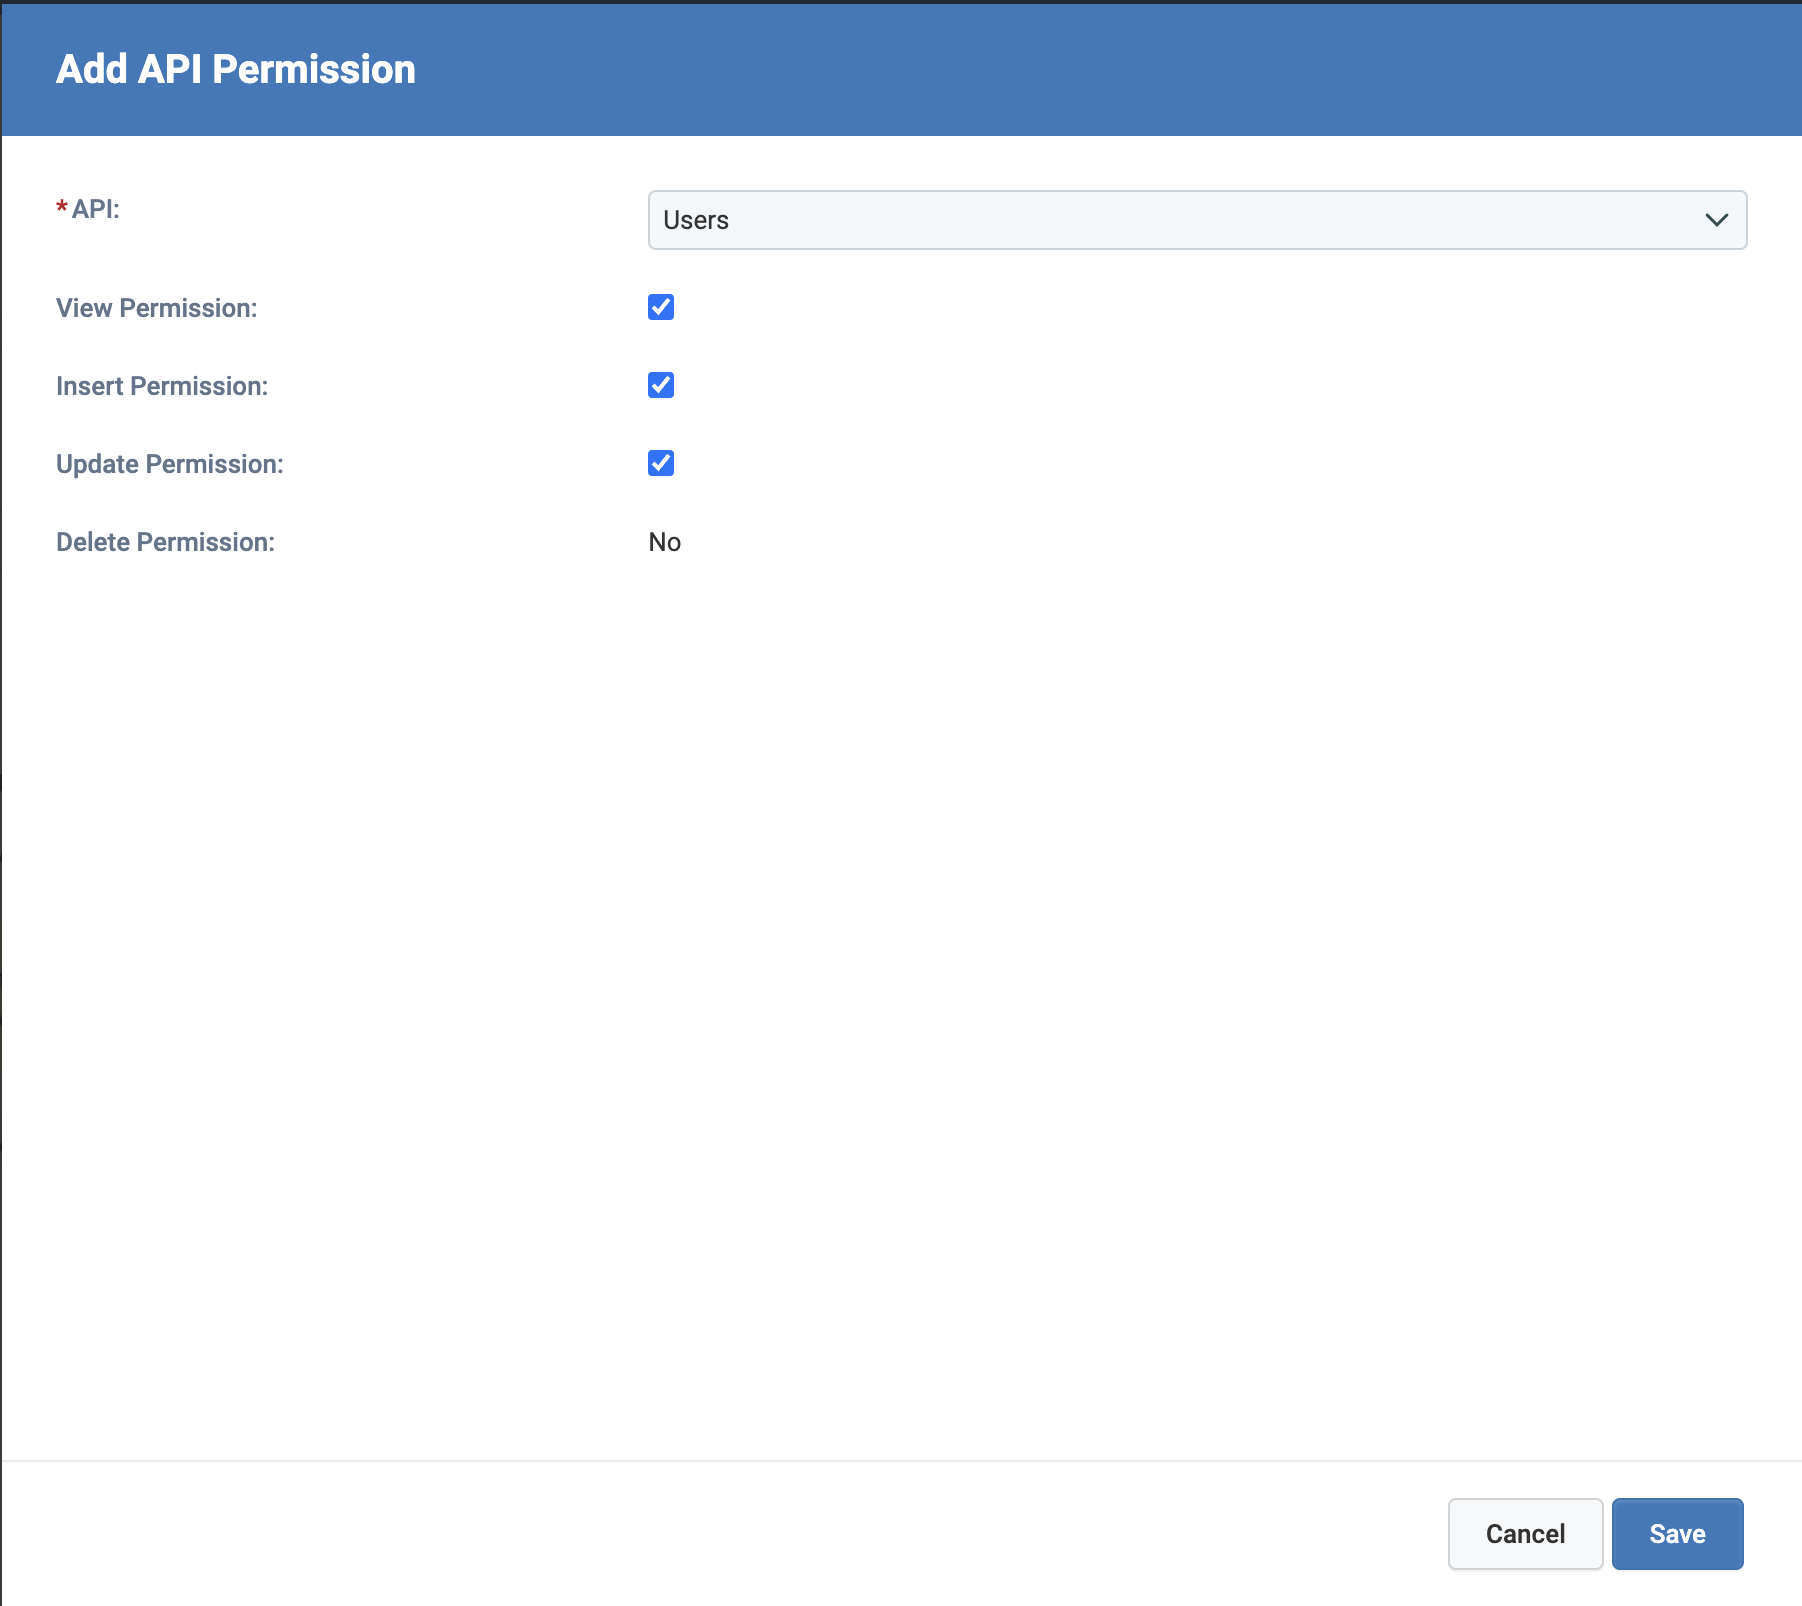 Add API Permission
* API:
Users
View Permission:
Insert Permission:
Update Permission:
Delete Permission:
No
Cancel
Save